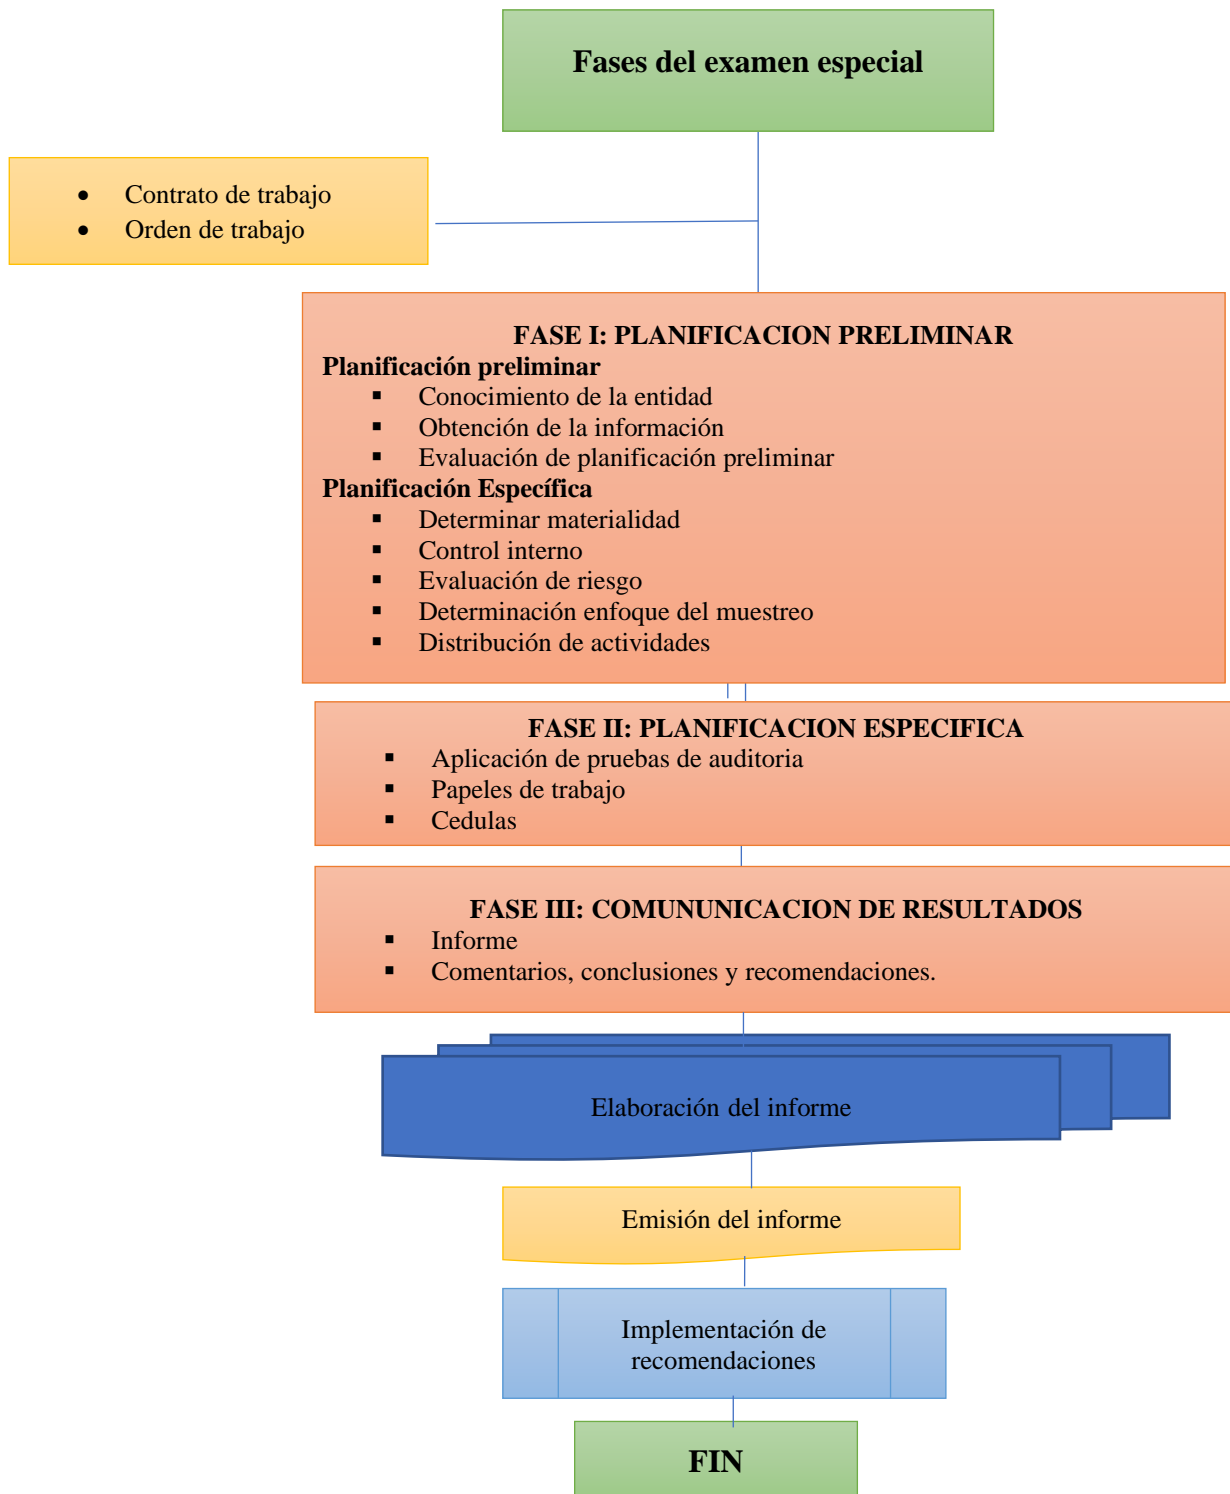 Fases del examen especial
• Contrato de trabajo
• Orden de trabajo
FASE I: PLANIFICACION PRELIMINAR
Planificación preliminar
▪ Conocimiento de la entidad
▪ Obtención de la información
▪ Evaluación de planificación preliminar
Planificación Específica
▪ Determinar materialidad
▪ Control interno
▪ Evaluación de riesgo
▪ Determinación enfoque del muestreo
▪ Distribución de actividades
FASE II: PLANIFICACION ESPECIFICA
▪ Aplicación de pruebas de auditoria
▪ Papeles de trabajo
▪ Cedulas
FASE III: COMUNUNICACION DE RESULTADOS
▪ Informe
▪ Comentarios, conclusiones y recomendaciones.
Elaboración del informe
Emisión del informe
Implementación de
recomendaciones
FIN